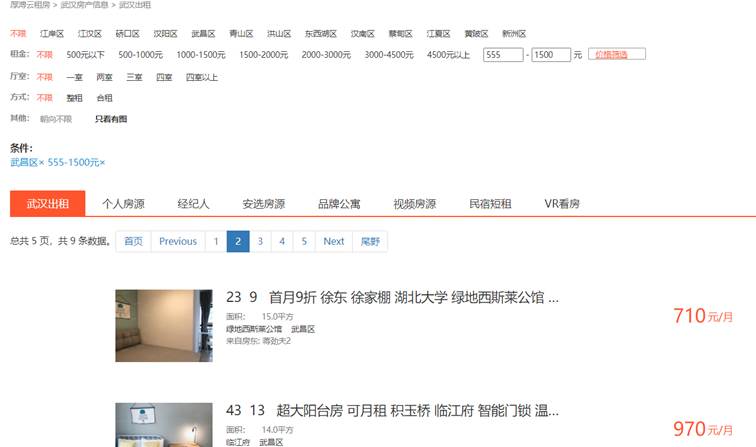 厚溥云租房 > 武汉房产信息 > 武汉出租
不限 江岸区 江汉区 硚口区 汉阳区 武昌区 青山区 洪山区 东西湖区 汉南区 蔡甸区 江夏区 黄陂区 新洲区
租金: 不限 500元以下 500-1000元 1000-1500元 1500-2000元 2000-3000元 3000-4500元 4500元以上 555 - 1500 元 价格筛选
厅室: 不限 一室 两室 三室 四室 四室以上
方式: 不限 整租 合租
其他: 朝向不限 只看有图
条件:
武昌区× 555-1500元×
武汉出租 个人房源 经纪人 安选房源 品牌公寓 视频房源 民宿短租 VR看房
总共 5 页，共 9 条数据。 首页 Previous 1 2 3 4 5 Next 尾野
23 9 首月9折 徐东 徐家棚 湖北大学 绿地西斯莱公馆 ...
面积: 15.0平方
710元/月
绿地西斯莱公馆 武昌区
来自房东: 蒋劲夫2
43 13 超大阳台房 可月租 积玉桥 临江府 智能门锁 温...
面积: 14.0平方
970元/月
临江府 武昌区